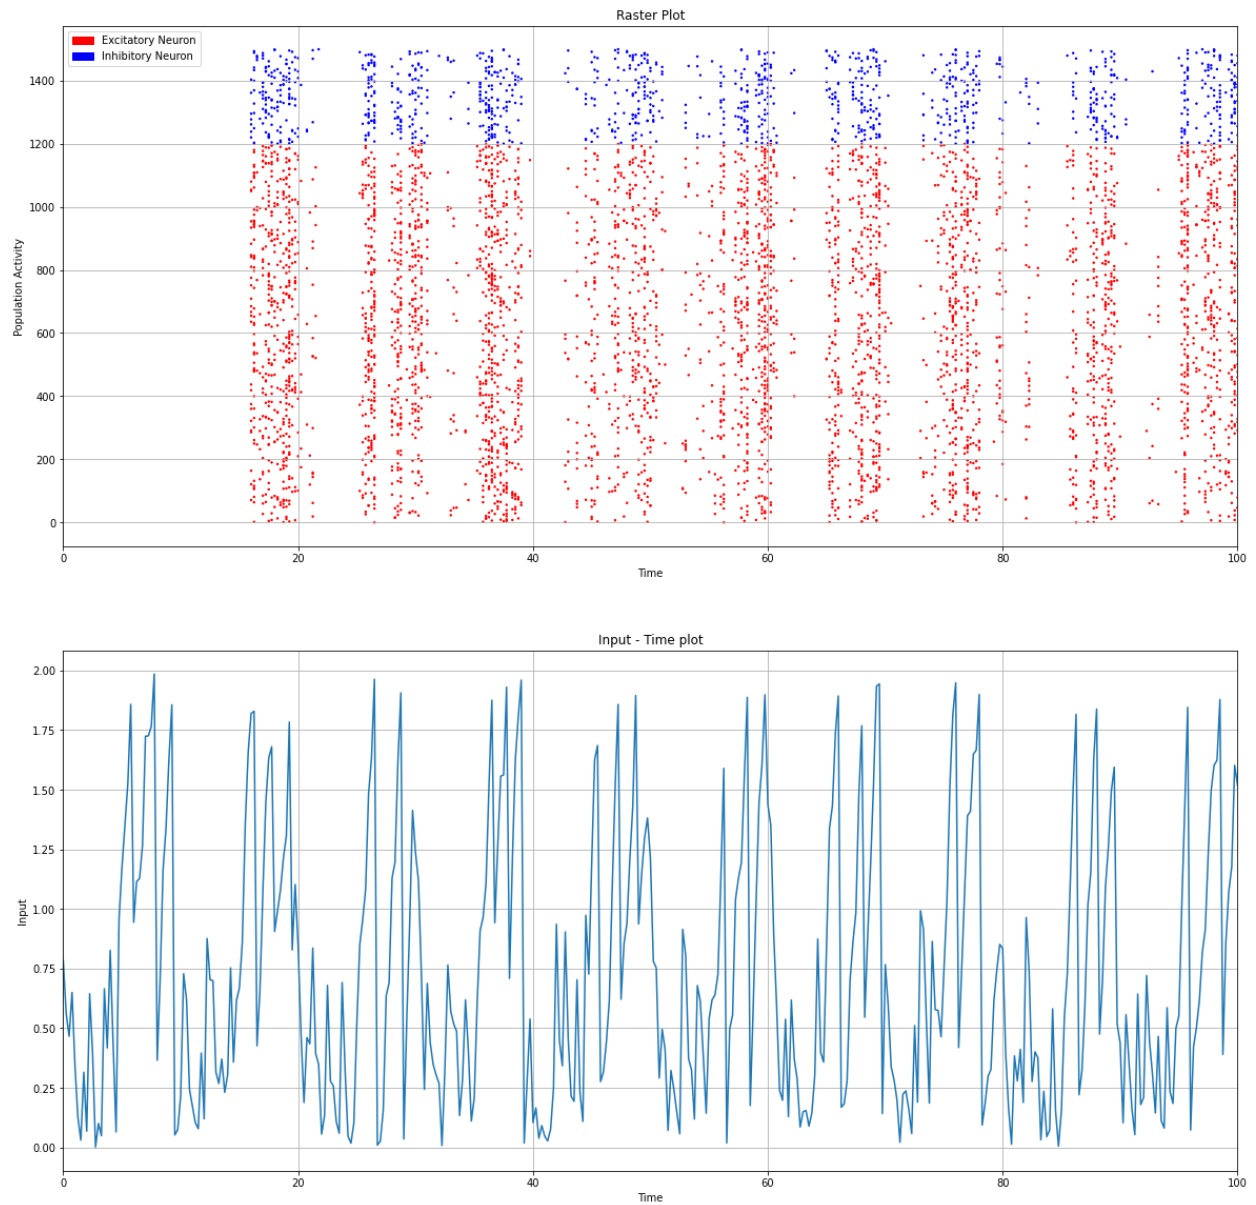 Raster Plot
Excitatory Neuron
Inhibitory Neuron
Population Activity
1400
1200
1000
800
600
400
200
0
0 20 40 60 80 100
Time
Input - Time plot
Input
2.00
1.75
1.50
1.25
1.00
0.75
0.50
0.25
0.00
0 20 40 60 80 100
Time